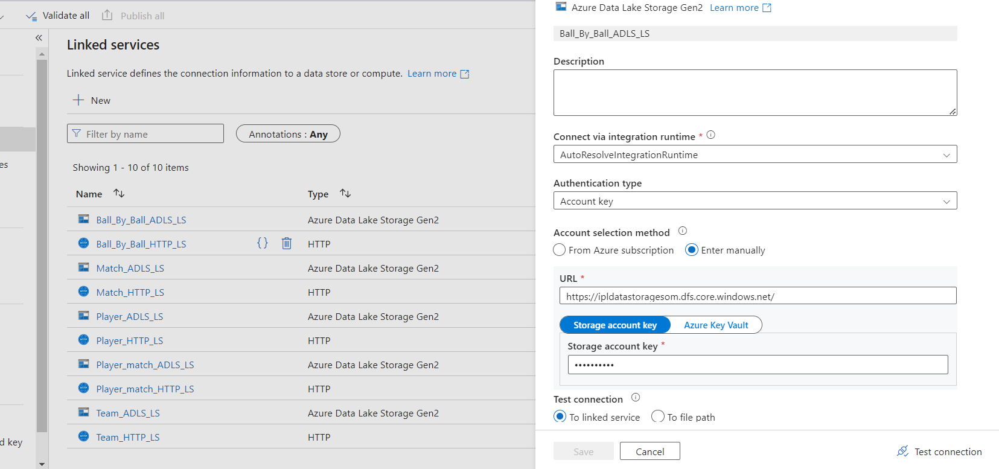 Validate all
Publish all
«
Linked services
Linked service defines the connection information to a data store or compute. Learn more
New
Filter by name
Annotations : Any
Showing 1 - 10 of 10 items
Name
Type
Ball_By_Ball_ADLS_LS
Azure Data Lake Storage Gen2
Ball_By_Ball_HTTP_LS
{}
HTTP
Match_ADLS_LS
Azure Data Lake Storage Gen2
Match_HTTP_LS
HTTP
Player_ADLS_LS
Azure Data Lake Storage Gen2
Player_HTTP_LS
HTTP
Player_match_ADLS_LS
Azure Data Lake Storage Gen2
Player_match_HTTP_LS
HTTP
Team_ADLS_LS
Azure Data Lake Storage Gen2
Team_HTTP_LS
HTTP
es
d key
Azure Data Lake Storage Gen2 Learn more
Ball_By_Ball_ADLS_LS
Description
Connect via integration runtime *
AutoResolveIntegrationRuntime
Authentication type
Account key
Account selection method
From Azure subscription
Enter manually
URL *
https://ipldatastoragesom.dfs.core.windows.net/
Storage account key
Azure Key Vault
Storage account key *
••••••••••
Test connection
To linked service
To file path
Save
Cancel
Test connection